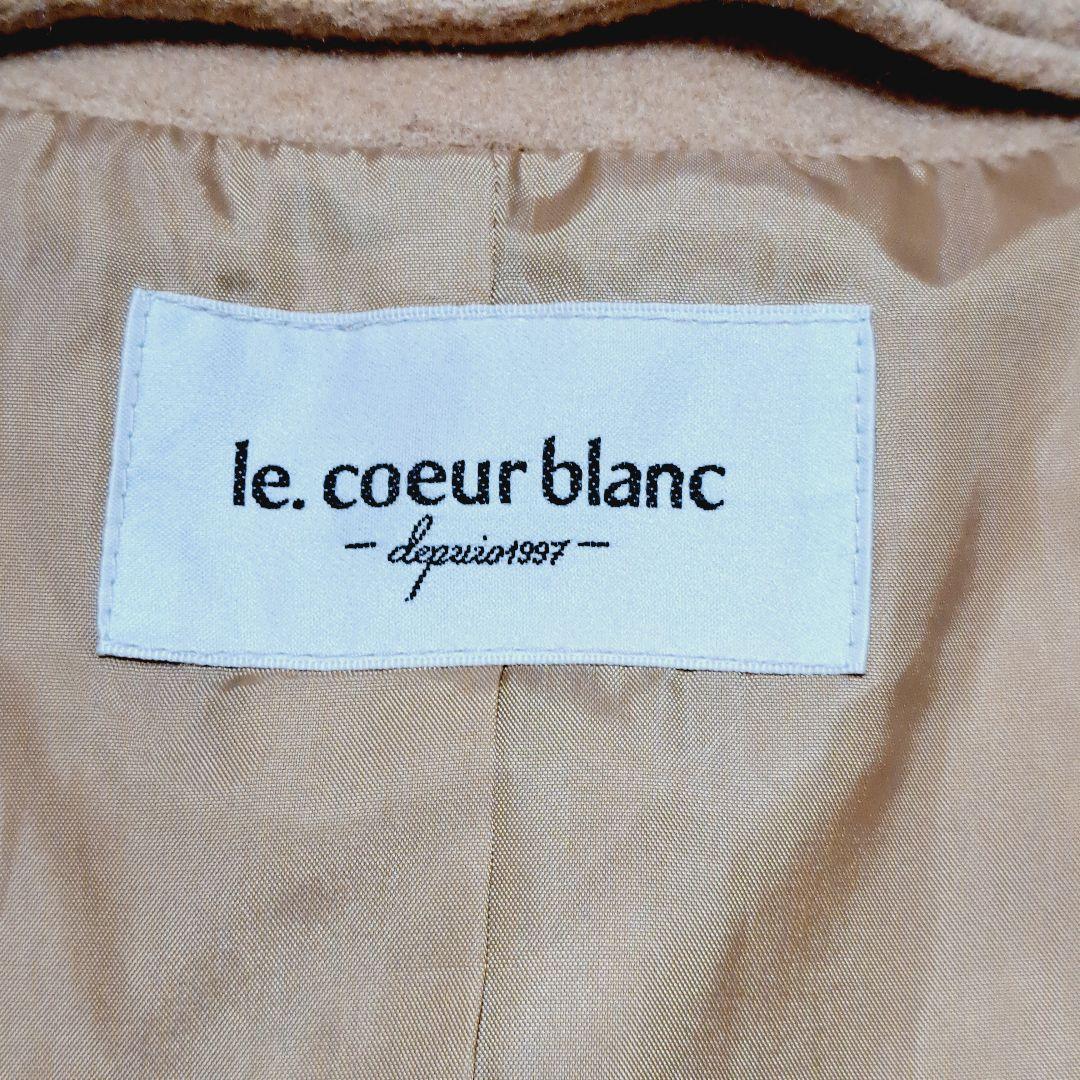 le. coeur blanc
- depuis1997 -